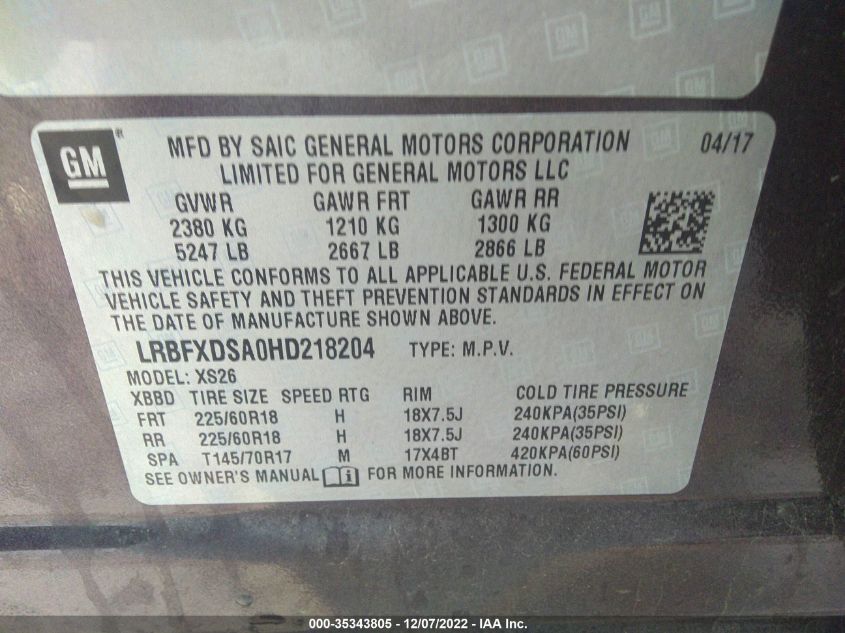 GM
MFD BY SAIC GENERAL MOTORS CORPORATION 04/17
LIMITED FOR GENERAL MOTORS LLC
GVWR GAWR FRT GAWR RR
2380 KG 1210 KG 1300 KG
5247 LB 2667 LB 2866 LB
THIS VEHICLE CONFORMS TO ALL APPLICABLE U.S. FEDERAL MOTOR
VEHICLE SAFETY AND THEFT PREVENTION STANDARDS IN EFFECT ON
THE DATE OF MANUFACTURE SHOWN ABOVE.
LRBFXDSA0HD218204 TYPE: M.P.V.
MODEL: XS26
XBBD TIRE SIZE SPEED RTG RIM COLD TIRE PRESSURE
FRT 225/60R18 H 18X7.5J 240KPA(35PSI)
RR 225/60R18 H 18X7.5J 240KPA(35PSI)
SPA T145/70R17 M 17X4BT 420KPA(60PSI)
SEE OWNER'S MANUAL FOR MORE INFORMATION.
000-35343805 - 12/07/2022 - IAA Inc.